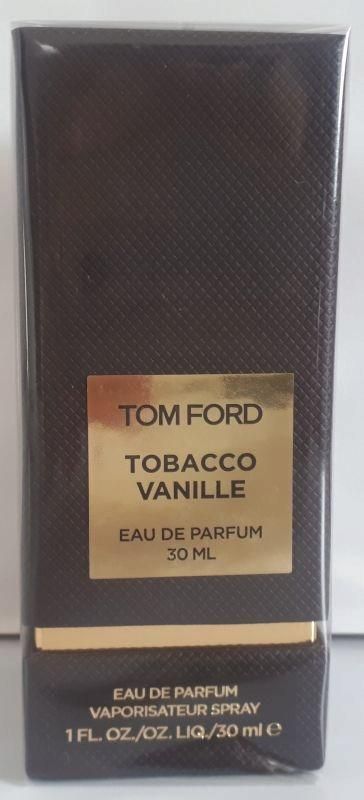 TOM FORD
TOBACCO
VANILLE
EAU DE PARFUM
30 ML
EAU DE PARFUM
VAPORISATEUR SPRAY
1 FL. OZ./OZ. LIQ./30 ml ℮